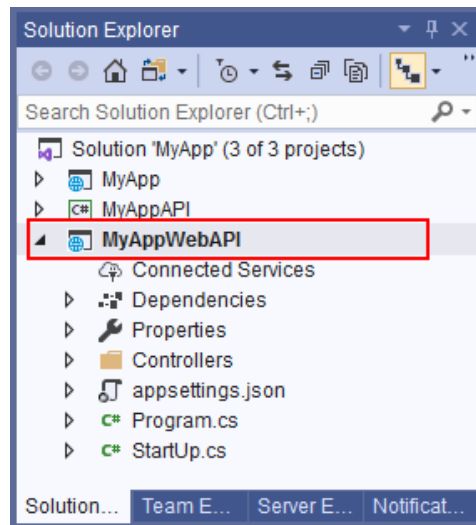 Solution Explorer
Search Solution Explorer (Ctrl+;)
Solution 'MyApp' (3 of 3 projects)
MyApp
C# MyAppAPI
MyAppWebAPI
Connected Services
Dependencies
Properties
Controllers
appsettings.json
C# Program.cs
C# StartUp.cs
Solution... Team E... Server E... Notificat...